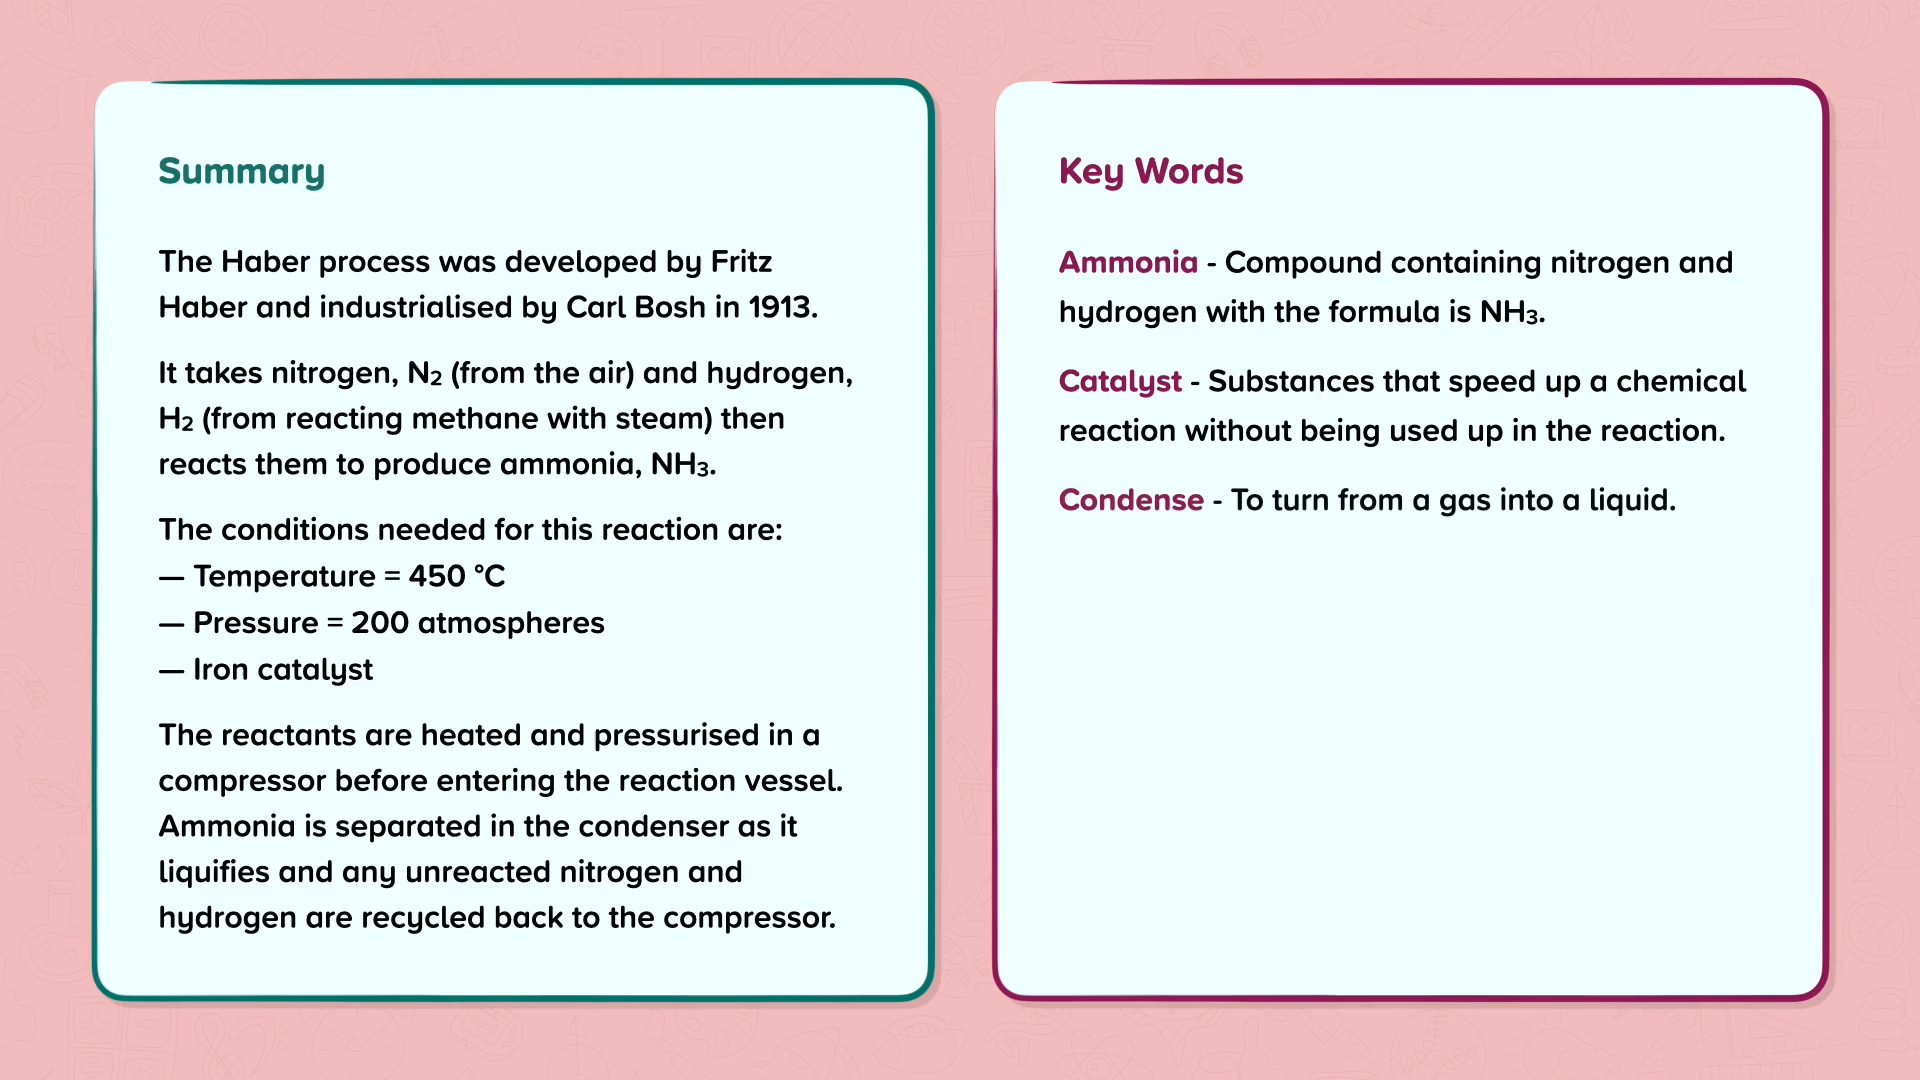 Summary
The Haber process was developed by Fritz
Haber and industrialised by Carl Bosh in 1913.
It takes nitrogen, N₂ (from the air) and hydrogen,
H₂ (from reacting methane with steam) then
reacts them to produce ammonia, NH₃.
The conditions needed for this reaction are:
— Temperature = 450 °C
— Pressure = 200 atmospheres
— Iron catalyst
The reactants are heated and pressurised in a
compressor before entering the reaction vessel.
Ammonia is separated in the condenser as it
liquifies and any unreacted nitrogen and
hydrogen are recycled back to the compressor.
Key Words
Ammonia - Compound containing nitrogen and
hydrogen with the formula is NH₃.
Catalyst - Substances that speed up a chemical
reaction without being used up in the reaction.
Condense - To turn from a gas into a liquid.